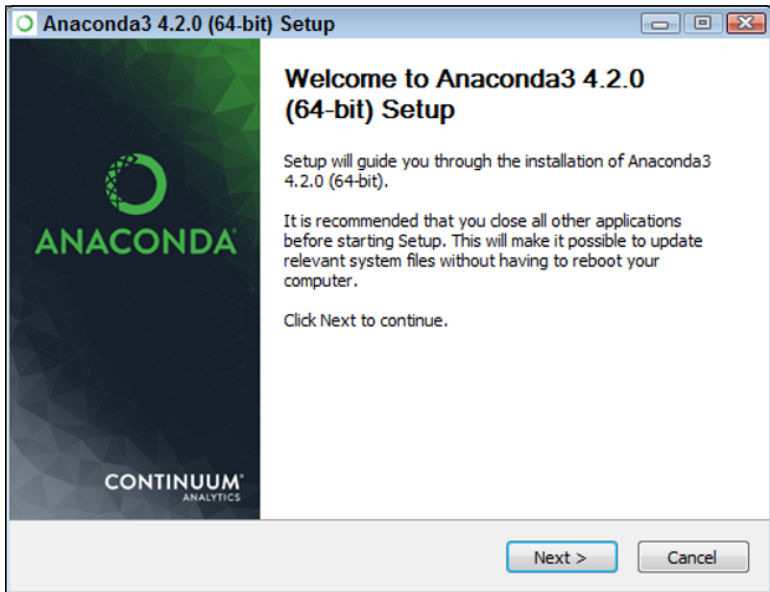 Anaconda3 4.2.0 (64-bit) Setup
ANACONDA
CONTINUUM®
ANALYTICS
Welcome to Anaconda3 4.2.0
(64-bit) Setup
Setup will guide you through the installation of Anaconda3
4.2.0 (64-bit).
It is recommended that you close all other applications
before starting Setup. This will make it possible to update
relevant system files without having to reboot your
computer.
Click Next to continue.
Next >
Cancel